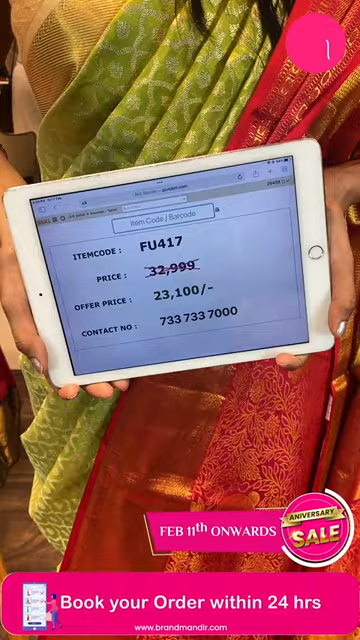 1
Item Code / Barcode
ITEMCODE : FU417
PRICE : 32,999
OFFER PRICE : 23,100/-
CONTACT NO : 733 733 7000
FEB 11th ONWARDS
ANIVERSARY
SALE
Book your Order within 24 hrs
www.brandmandir.com